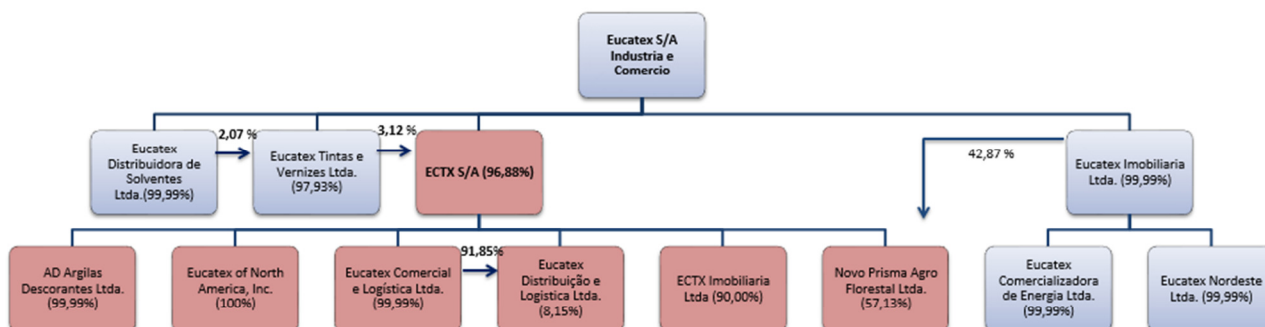 Eucatex S/A
Industria e
Comercio
2,07 %
3,12 %
42,87 %
Eucatex
Distribuidora de
Solventes
Ltda.(99,99%)
Eucatex Tintas e
Vernizes Ltda.
(97,93%)
ECTX S/A (96,88%)
Eucatex Imobiliaria
Ltda. (99,99%)
91,85%
AD Argilas
Descorantes Ltda.
(99,99%)
Eucatex of North
America, Inc.
(100%)
Eucatex Comercial
e Logística Ltda.
(99,99%)
Eucatex
Distribuição e
Logistica Ltda.
(8,15%)
ECTX Imobiliaria
Ltda (90,00%)
Novo Prisma Agro
Florestal Ltda.
(57,13%)
Eucatex
Comercializadora
de Energia Ltda.
(99,99%)
Eucatex Nordeste
Ltda. (99,99%)